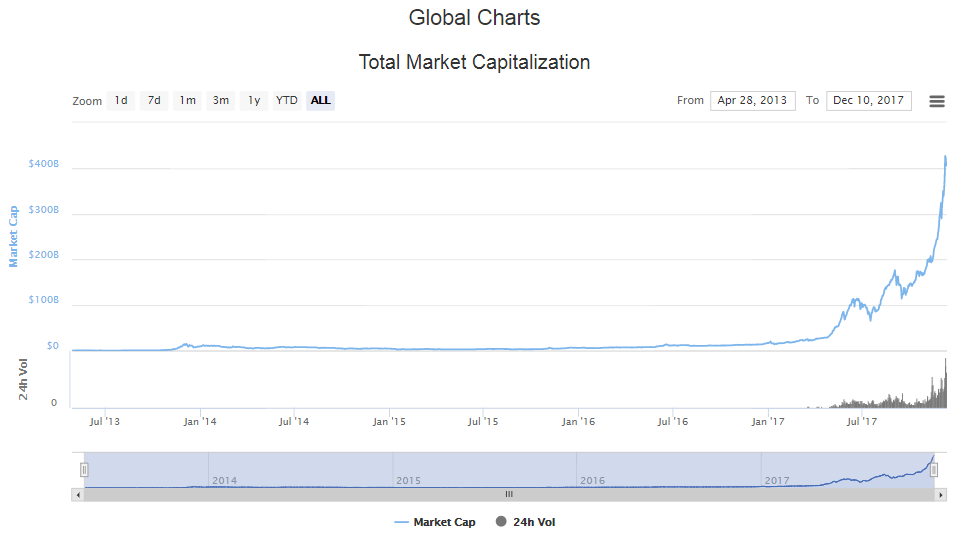 Global Charts
Total Market Capitalization
Zoom 1d 7d 1m 3m 1y YTD ALL From Apr 28, 2013 To Dec 10, 2017
$400B
$300B
$200B
$100B
$0
Market Cap
0
24h Vol
Jul '13 Jan '14 Jul '14 Jan '15 Jul '15 Jan '16 Jul '16 Jan '17 Jul '17
2014 2015 2016 2017
Market Cap 24h Vol